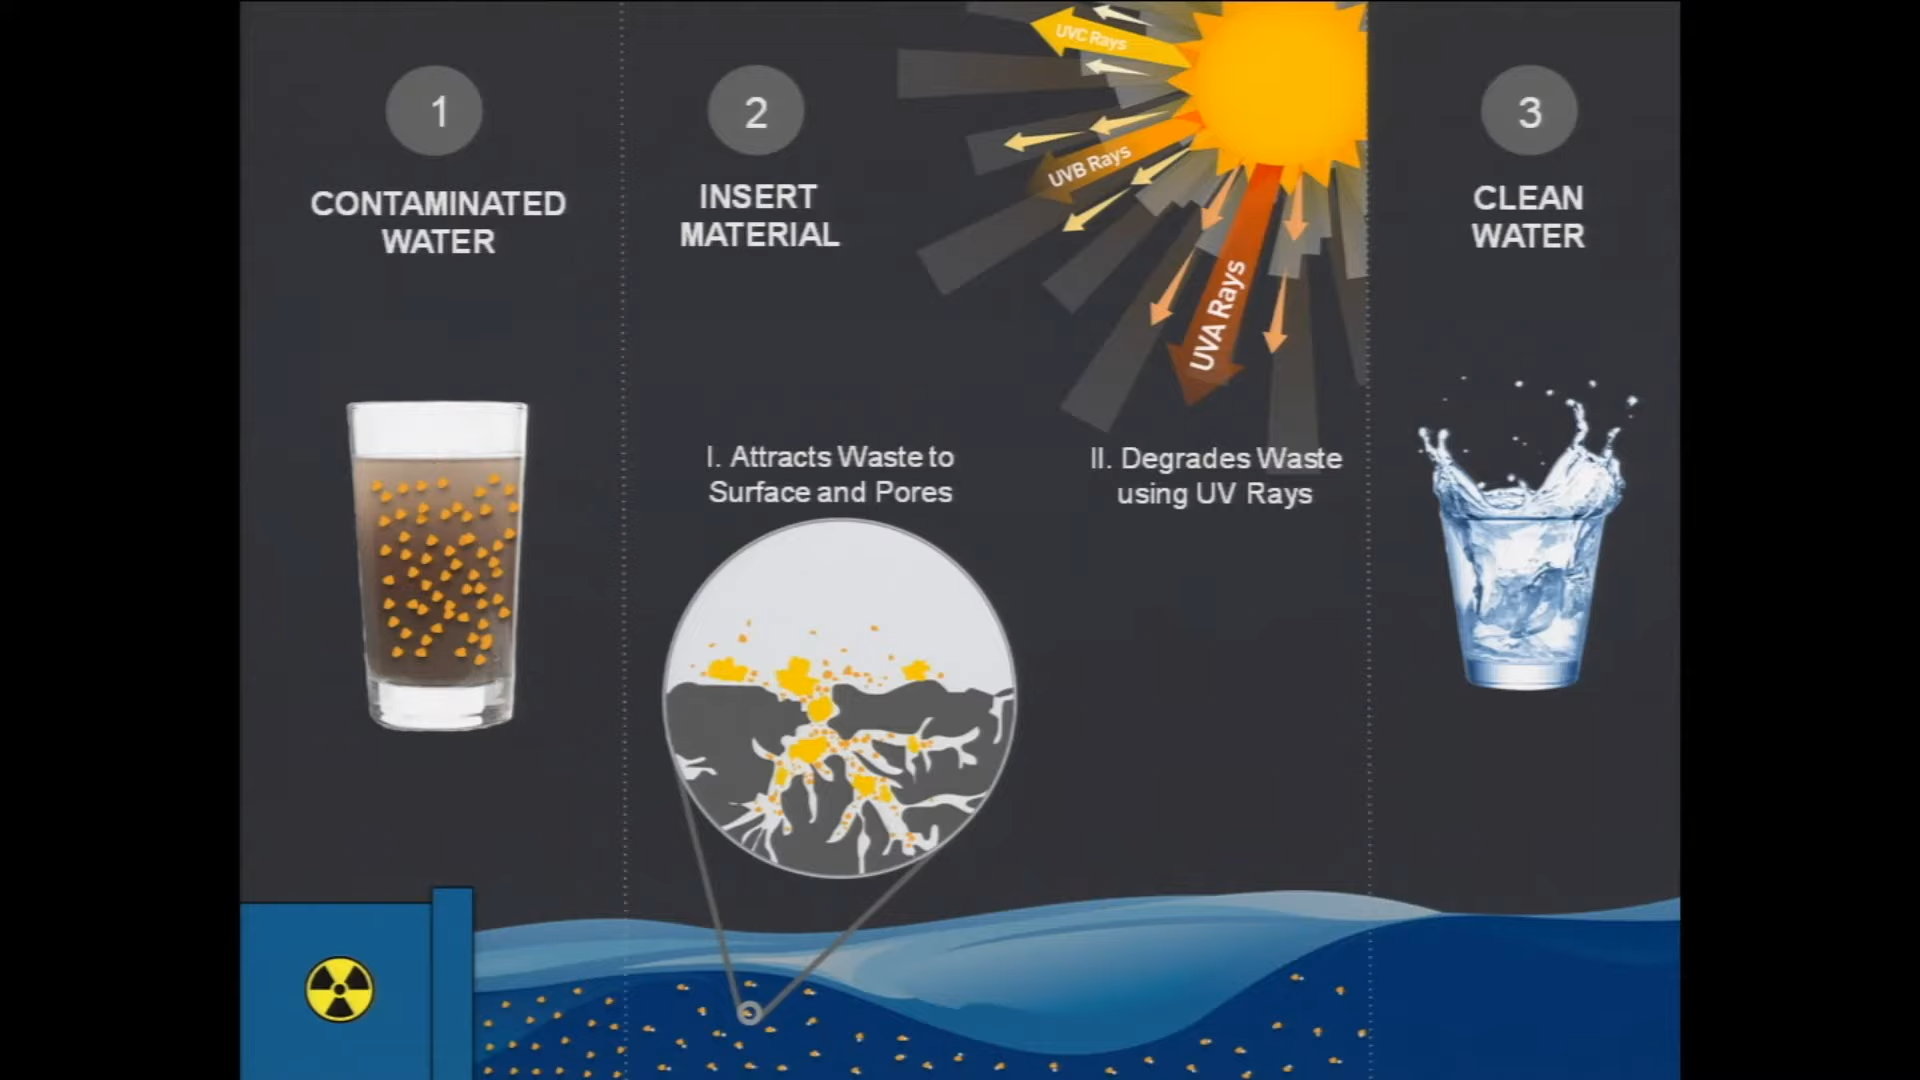 1
CONTAMINATED
WATER
2
INSERT
MATERIAL
UVC Rays
UVB Rays
UVA Rays
I. Attracts Waste to
Surface and Pores
II. Degrades Waste
using UV Rays
3
CLEAN
WATER